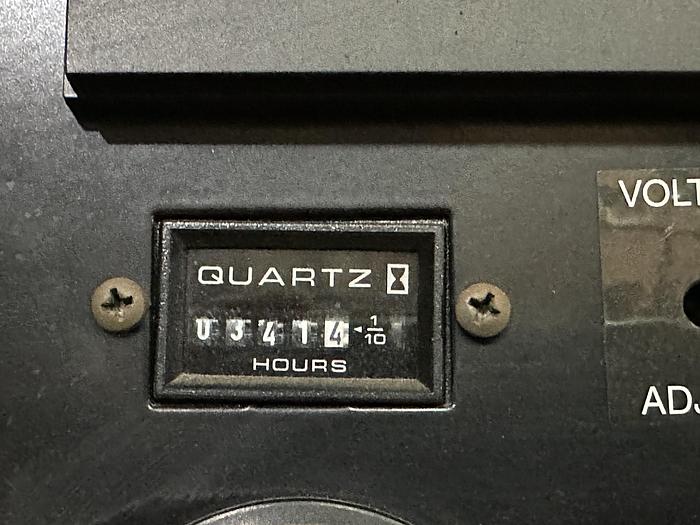 QUARTZ
03414 ◄ 1/10
HOURS
VOLT
ADJ